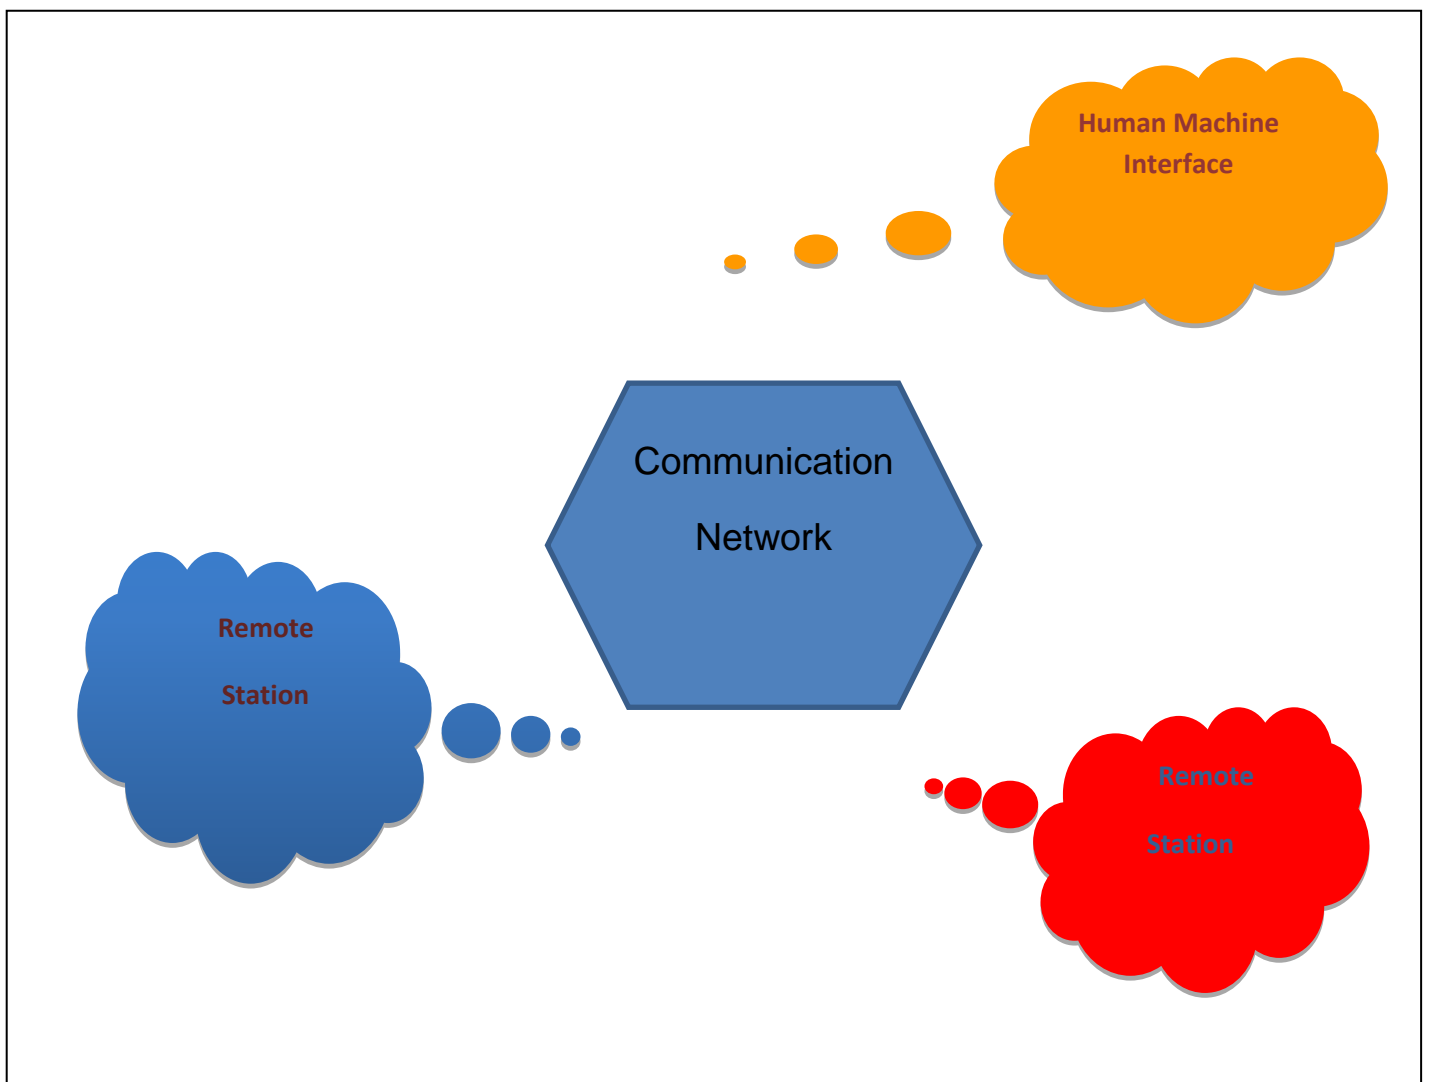 Human Machine
Interface
Communication
Network
Remote
Station
Remote
Station